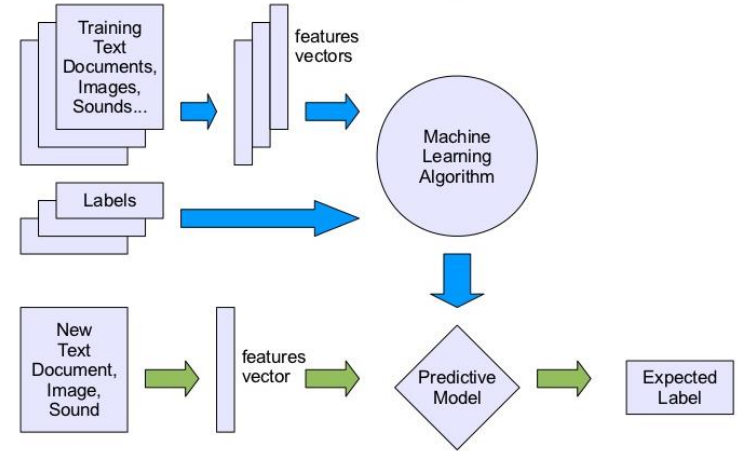 Training
Text
Documents,
Images,
Sounds...
features
vectors
Machine
Learning
Algorithm
Labels
New
Text
Document,
Image,
Sound
features
vector
Predictive
Model
Expected
Label